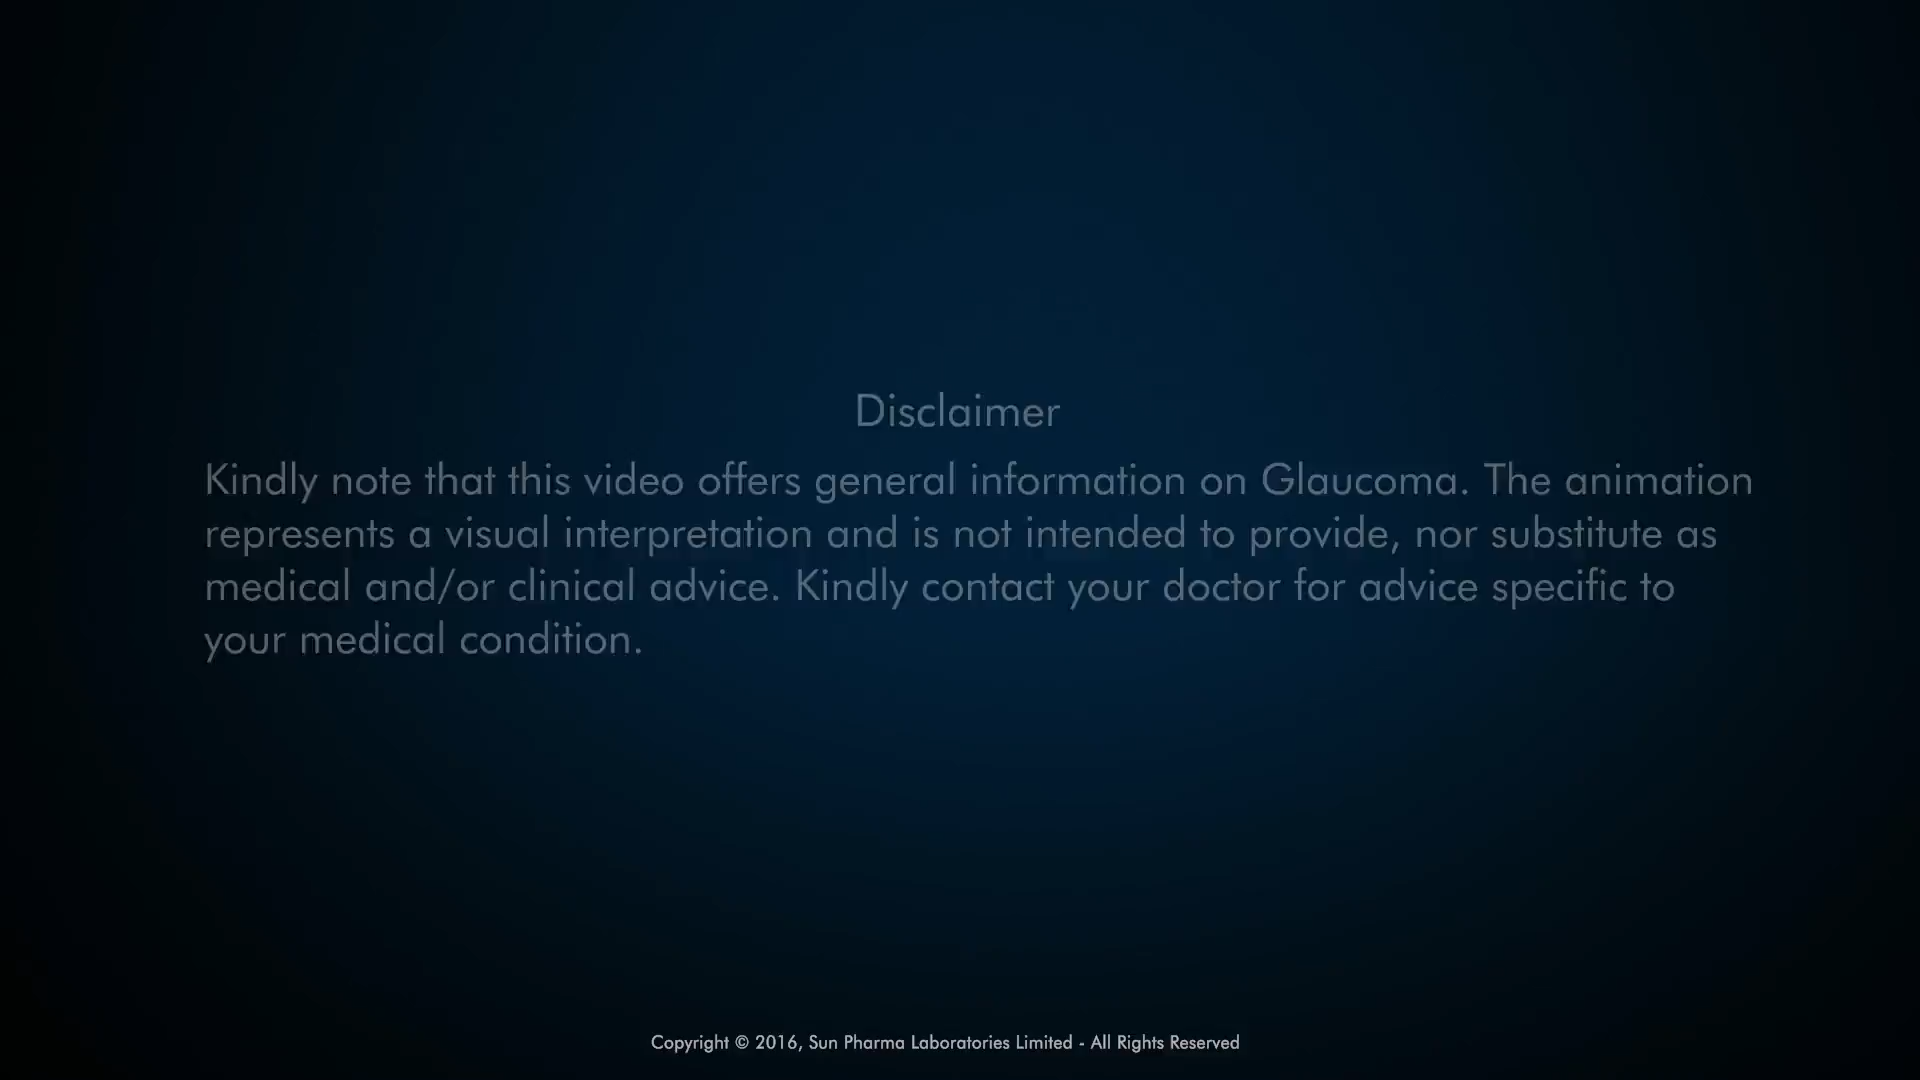 Disclaimer
Kindly note that this video offers general information on Glaucoma. The animation
represents a visual interpretation and is not intended to provide, nor substitute as
medical and/or clinical advice. Kindly contact your doctor for advice specific to
your medical condition.
Copyright © 2016, Sun Pharma Laboratories Limited - All Rights Reserved